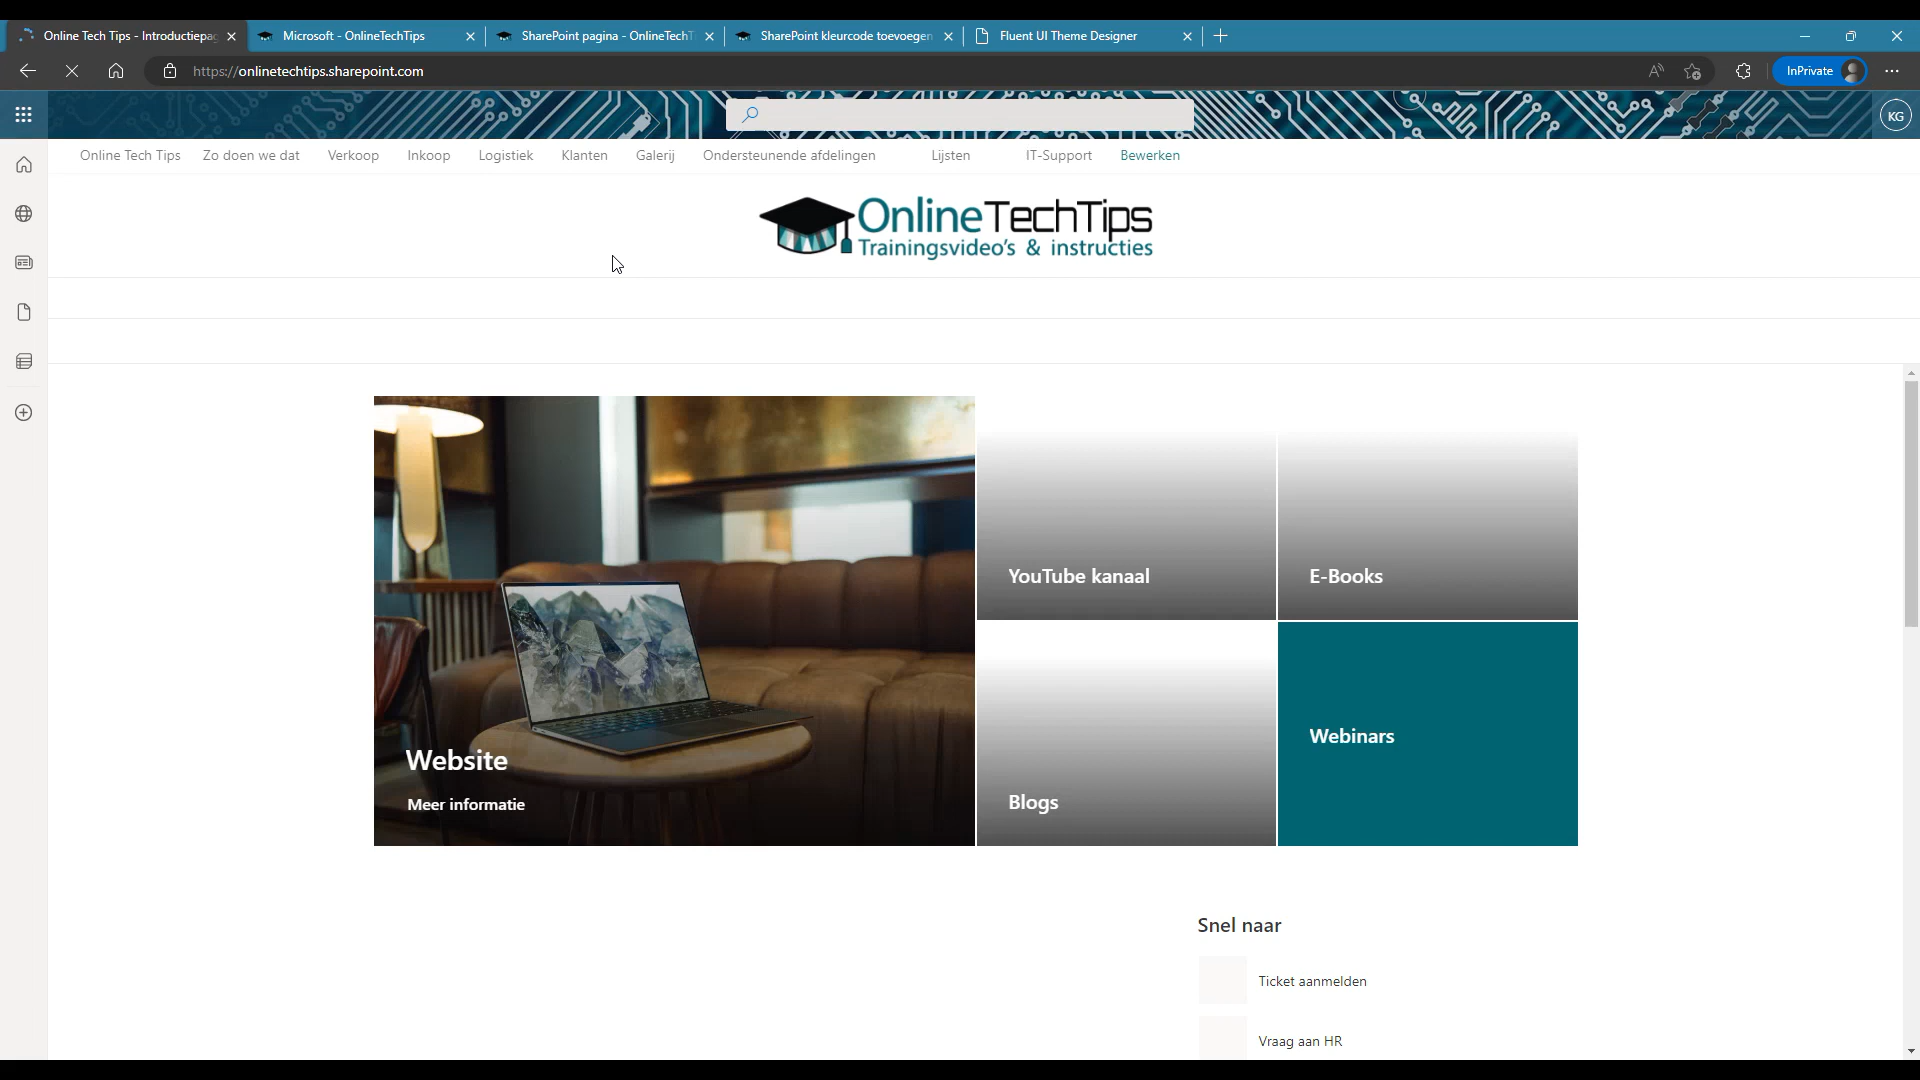 Online Tech Tips - Introductiepag
Microsoft - OnlineTechTips
SharePoint pagina - OnlineTechT
SharePoint kleurcode toevoegen
Fluent UI Theme Designer
https://onlinetechtips.sharepoint.com
InPrivate
KG
Online Tech Tips
Zo doen we dat
Verkoop
Inkoop
Logistiek
Klanten
Galerij
Ondersteunende afdelingen
Lijsten
IT-Support
Bewerken
OnlineTechTips
Trainingsvideo's & instructies
YouTube kanaal
E-Books
Website
Meer informatie
Blogs
Webinars
Snel naar
Ticket aanmelden
Vraag aan HR